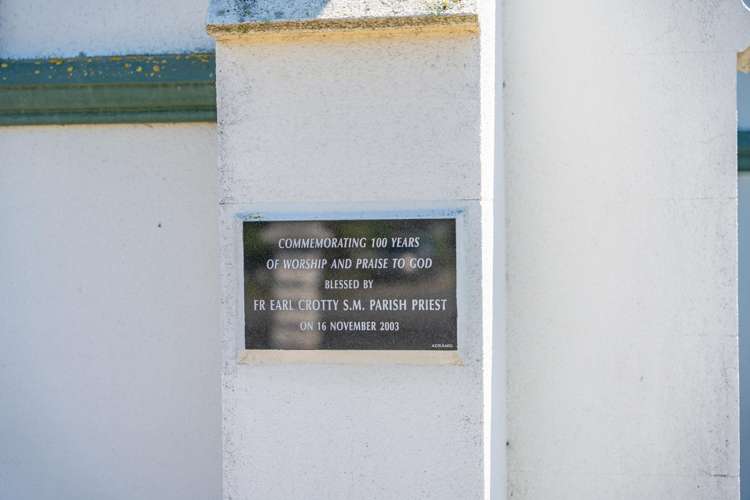 COMMEMORATING 100 YEARS
OF WORSHIP AND PRAISE TO GOD
BLESSED BY
FR EARL CROTTY S.M. PARISH PRIEST
ON 16 NOVEMBER 2003